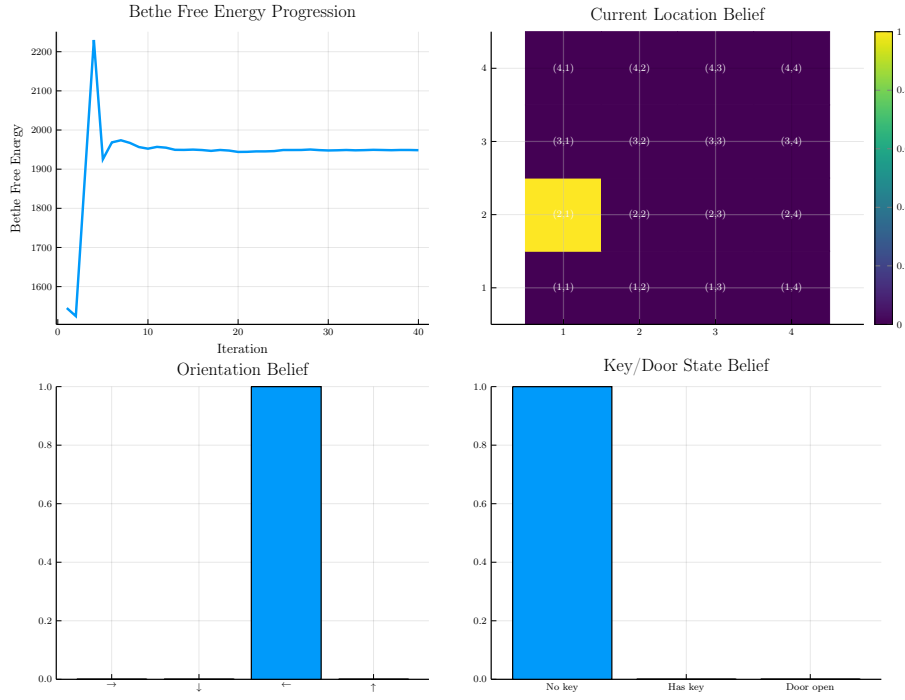 Bethe Free Energy Progression
Bethe Free Energy
2200
2100
2000
1900
1800
1700
1600
0 10 20 30 40
Iteration
Current Location Belief
4
3
2
1
(4,1) (4,2) (4,3) (4,4)
(3,1) (3,2) (3,3) (3,4)
(2,1) (2,2) (2,3) (2,4)
(1,1) (1,2) (1,3) (1,4)
1 2 3 4
1
0.
0.
0.
0.
0
Orientation Belief
1.0
0.8
0.6
0.4
0.2
0.0
→ ↓ ← ↑
Key/Door State Belief
1.0
0.8
0.6
0.4
0.2
0.0
No key Has key Door open